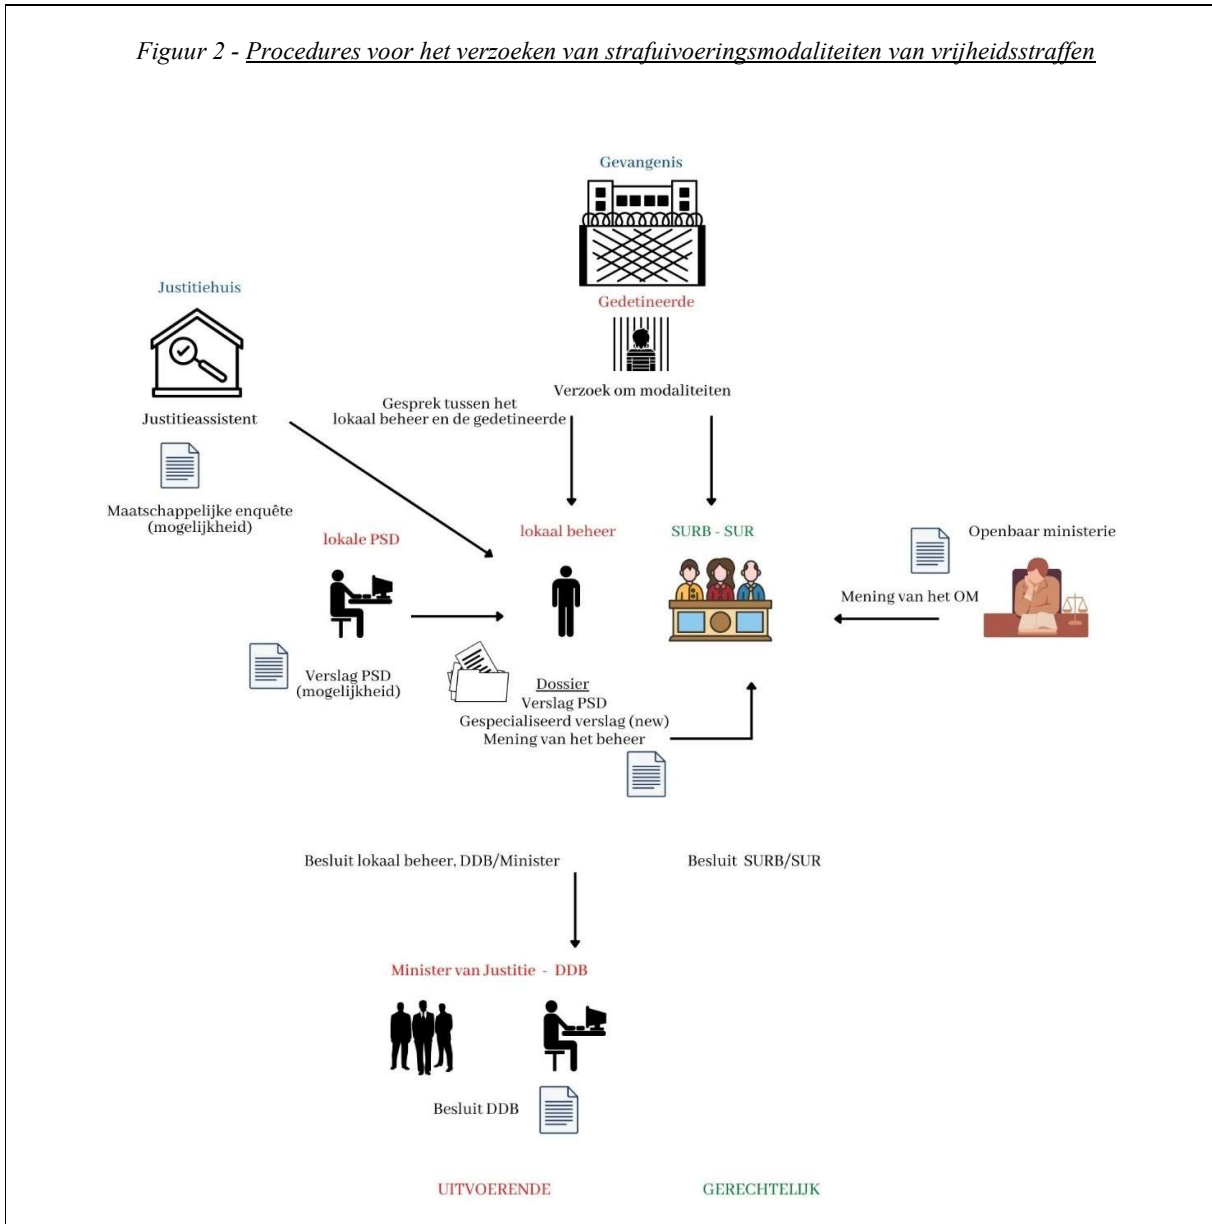 Figuur 2 - Procedures voor het verzoeken van strafuivoeringsmodaliteiten van vrijheidsstraffen
Gevangenis
Gedetineerde
Verzoek om modaliteiten
Justitiehuis
Justitieassistent
Maatschappelijke enquête
(mogelijkheid)
Gesprek tussen het
lokaal beheer en de gedetineerde
lokale PSD
lokaal beheer
SURB - SUR
Openbaar ministerie
Mening van het OM
Verslag PSD
(mogelijkheid)
Dossier
Verslag PSD
Gespecialiseerd verslag (new)
Mening van het beheer
Besluit lokaal beheer, DDB/Minister
Besluit SURB/SUR
Minister van Justitie - DDB
Besluit DDB
UITVOERENDE
GERECHTELIJK